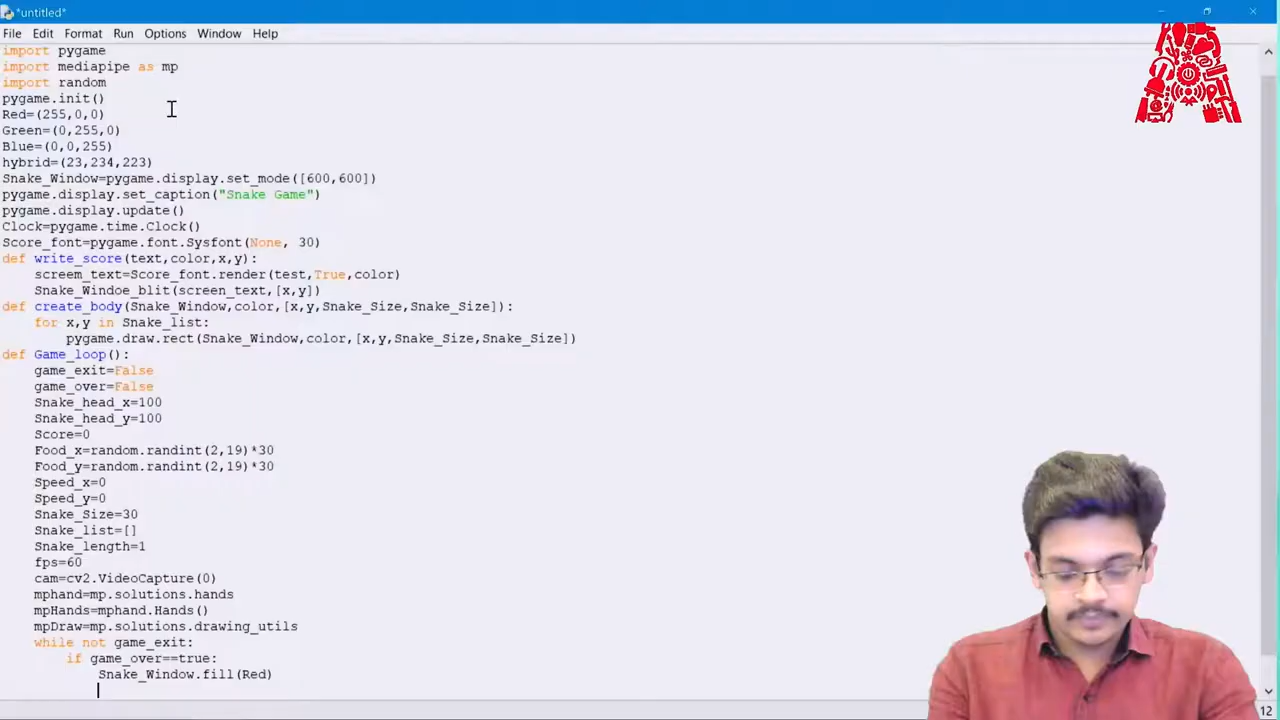 *untitled*
File Edit Format Run Options Window Help
import pygame
import mediapipe as mp
import random
pygame.init()
Red=(255,0,0)
Green=(0,255,0)
Blue=(0,0,255)
hybrid=(23,234,223)
Snake_Window=pygame.display.set_mode([600,600])
pygame.display.set_caption("Snake Game")
pygame.display.update()
Clock=pygame.time.Clock()
Score_font=pygame.font.Sysfont(None, 30)
def write_score(text,color,x,y):
    screem_text=Score_font.render(test,True,color)
    Snake_Windoe_blit(screen_text,[x,y])
def create_body(Snake_Window,color,[x,y,Snake_Size,Snake_Size]):
    for x,y in Snake_list:
        pygame.draw.rect(Snake_Window,color,[x,y,Snake_Size,Snake_Size])
def Game_loop():
    game_exit=False
    game_over=False
    Snake_head_x=100
    Snake_head_y=100
    Score=0
    Food_x=random.randint(2,19)*30
    Food_y=random.randint(2,19)*30
    Speed_x=0
    Speed_y=0
    Snake_Size=30
    Snake_list=[]
    Snake_length=1
    fps=60
    cam=cv2.VideoCapture(0)
    mphand=mp.solutions.hands
    mpHands=mphand.Hands()
    mpDraw=mp.solutions.drawing_utils
    while not game_exit:
        if game_over==true:
            Snake_Window.fill(Red)
12